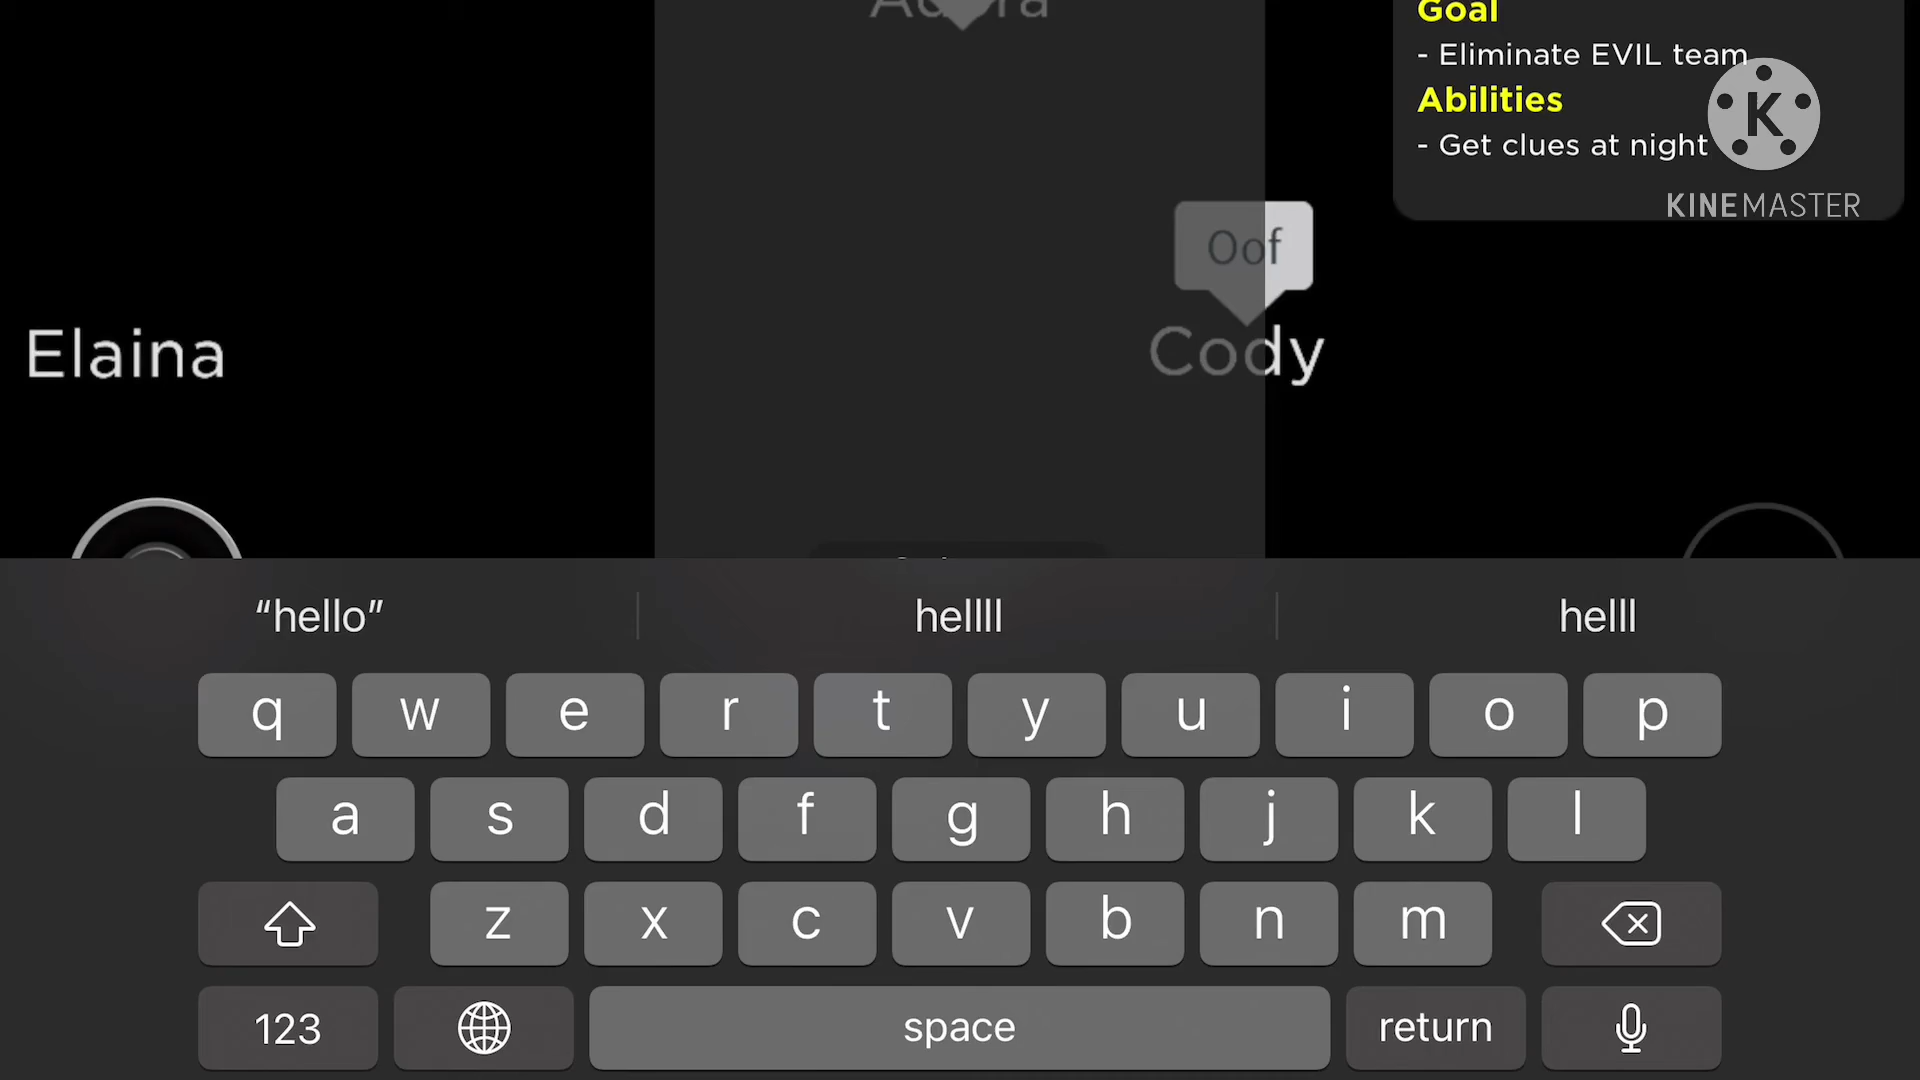 Goal
- Eliminate EVIL team
Abilities
- Get clues at night
K
KINEMASTER
Oof
Elaina
Cody
“hello”
hellll
helll
q w e r t y u i o p
a s d f g h j k l
z x c v b n m
123
space
return